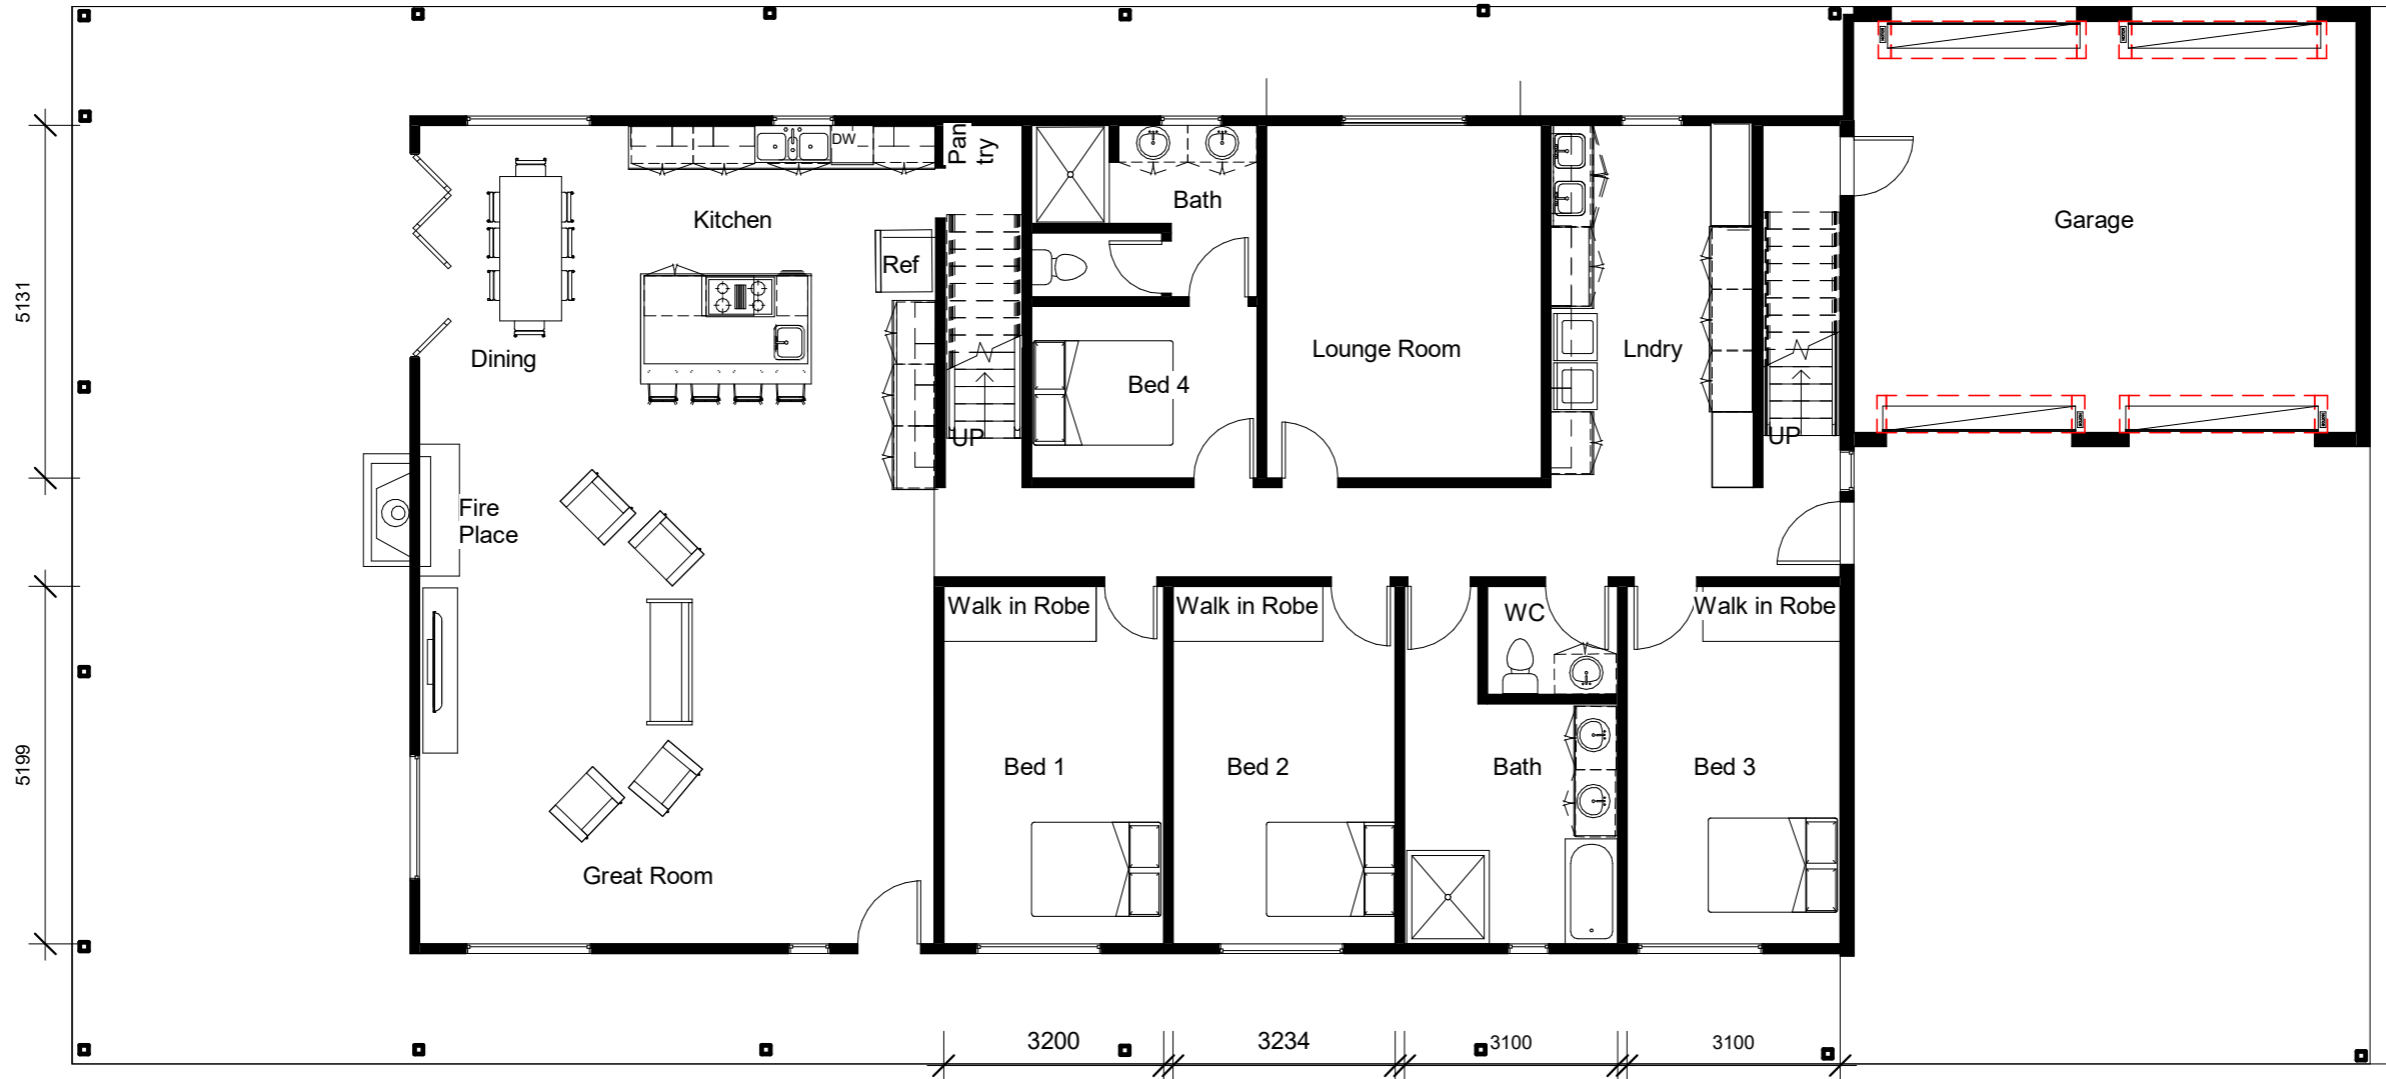 DW
Pan
try
Bath
Kitchen
Garage
Ref
5131
Dining
Lounge Room
Lndry
Bed 4
UP
UP
Fire
Place
Walk in Robe
Walk in Robe
WC
Walk in Robe
5199
Bed 1
Bed 2
Bath
Bed 3
Great Room
3200
3234
3100
3100